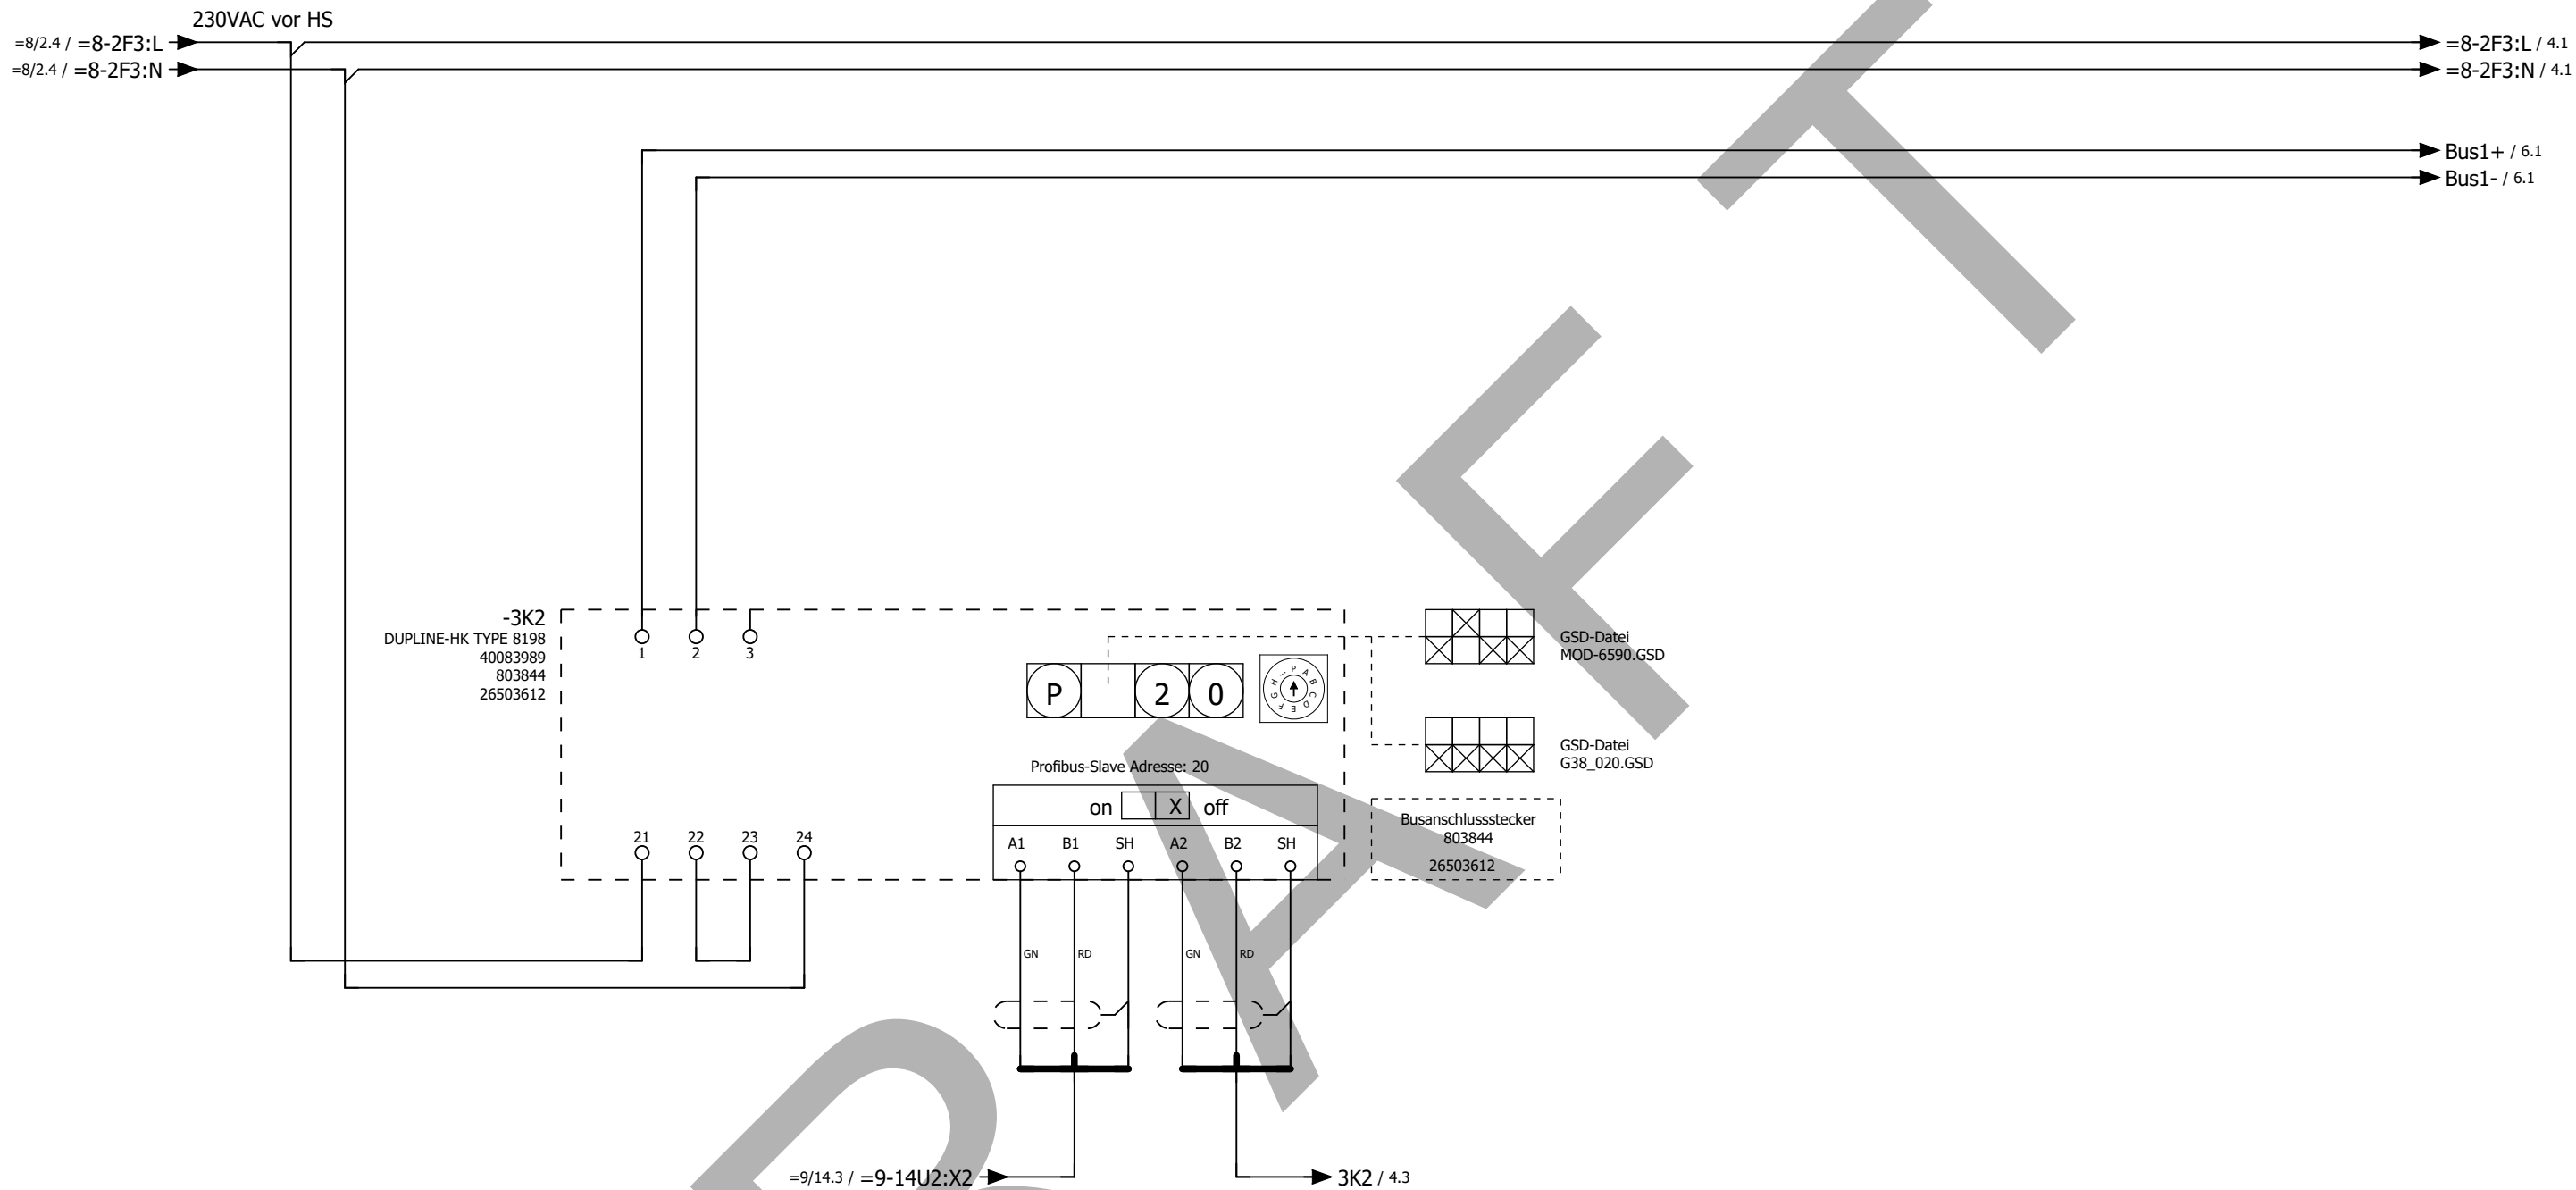 230VAC vor HS
=8/2.4 / =8-2F3:L
=8-2F3:L / 4.1
=8/2.4 / =8-2F3:N
=8-2F3:N / 4.1
Bus1+ / 6.1
Bus1- / 6.1
-3K2
DUPLINE-HK TYPE 8198
40083989
803844
26503612
1 2 3
P 2 0
P A B C D E F G H ...
GSD-Datei
MOD-6590.GSD
GSD-Datei
G38_020.GSD
Profibus-Slave Adresse: 20
on X off
Busanschlussstecker
803844
26503612
21 22 23 24
A1 B1 SH A2 B2 SH
GN RD GN RD
=9/14.3 / =9-14U2:X2
3K2 / 4.3
DRAFT